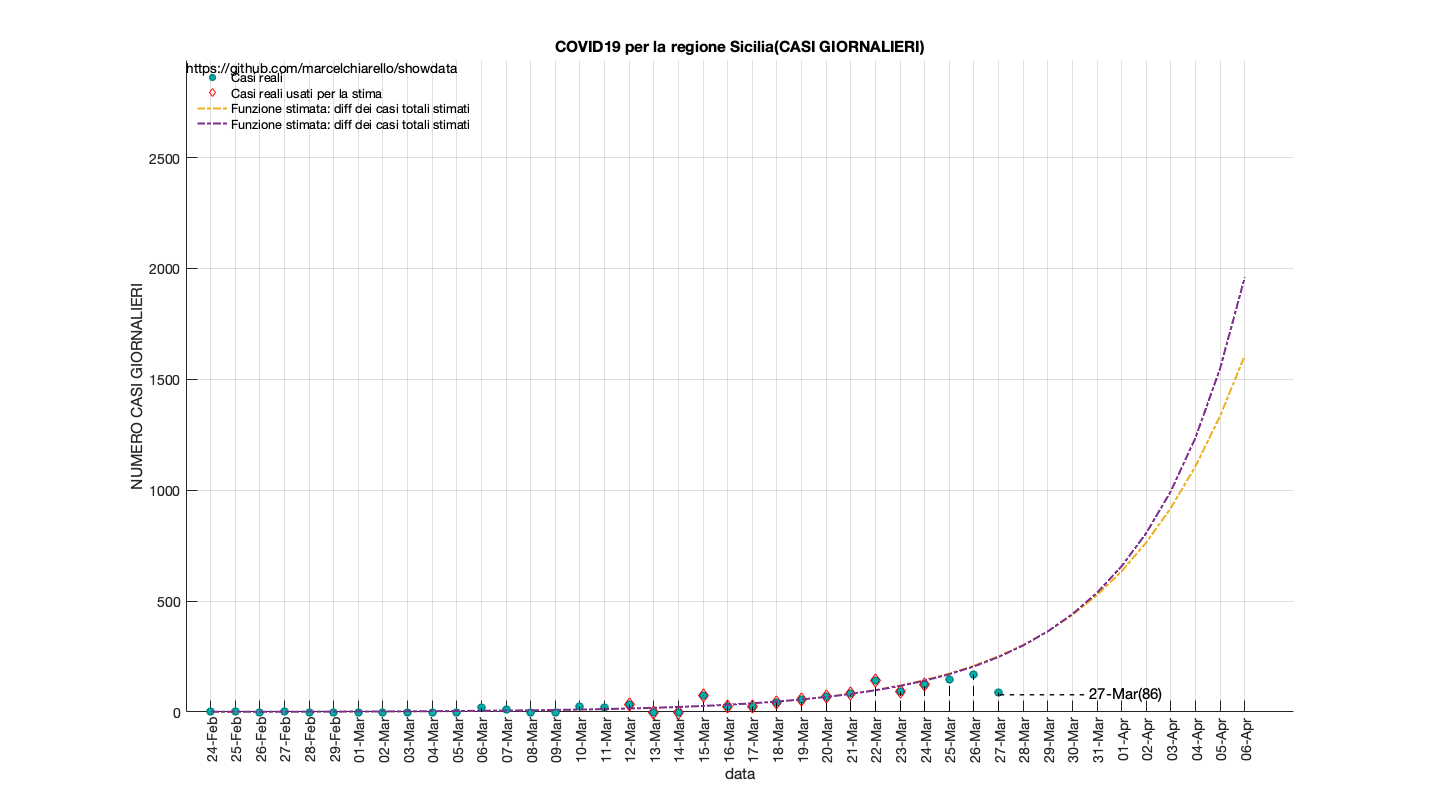 COVID19 per la regione Sicilia(CASI GIORNALIERI)
https://github.com/marcelchiarello/showdata
Casi reali
Casi reali usati per la stima
Funzione stimata: diff dei casi totali stimati
Funzione stimata: diff dei casi totali stimati
NUMERO CASI GIORNALIERI
2500
2000
1500
1000
500
0
27-Mar(86)
24-Feb
25-Feb
26-Feb
27-Feb
28-Feb
29-Feb
01-Mar
02-Mar
03-Mar
04-Mar
05-Mar
06-Mar
07-Mar
08-Mar
09-Mar
10-Mar
11-Mar
12-Mar
13-Mar
14-Mar
15-Mar
16-Mar
17-Mar
18-Mar
19-Mar
20-Mar
21-Mar
22-Mar
23-Mar
24-Mar
25-Mar
26-Mar
27-Mar
28-Mar
29-Mar
30-Mar
31-Mar
01-Apr
02-Apr
03-Apr
04-Apr
05-Apr
06-Apr
data